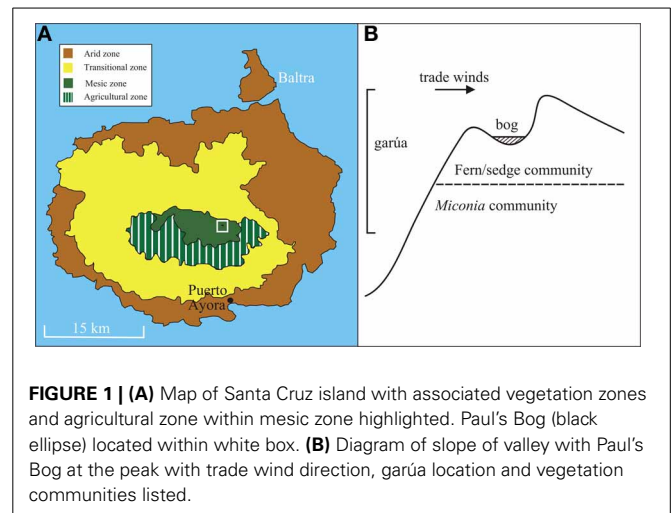 A
Arid zone
Transitional zone
Mesic zone
Agricultural zone
Baltra
Puerto
Ayora
15 km
B
trade winds
bog
garúa
Fern/sedge community
Miconia community
FIGURE 1 | (A) Map of Santa Cruz island with associated vegetation zones
and agricultural zone within mesic zone highlighted. Paul's Bog (black
ellipse) located within white box. (B) Diagram of slope of valley with Paul's
Bog at the peak with trade wind direction, garúa location and vegetation
communities listed.